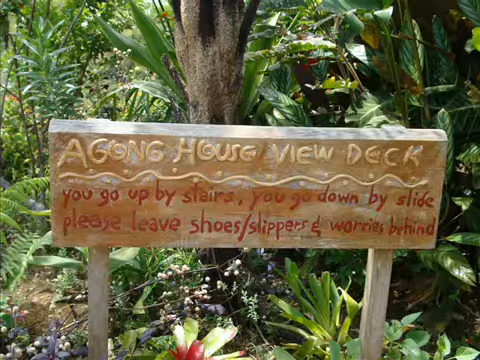 AGONG HOUSE VIEW DECK
you go up by stairs, you go down by slide
please leave shoes/slippers & worries behind